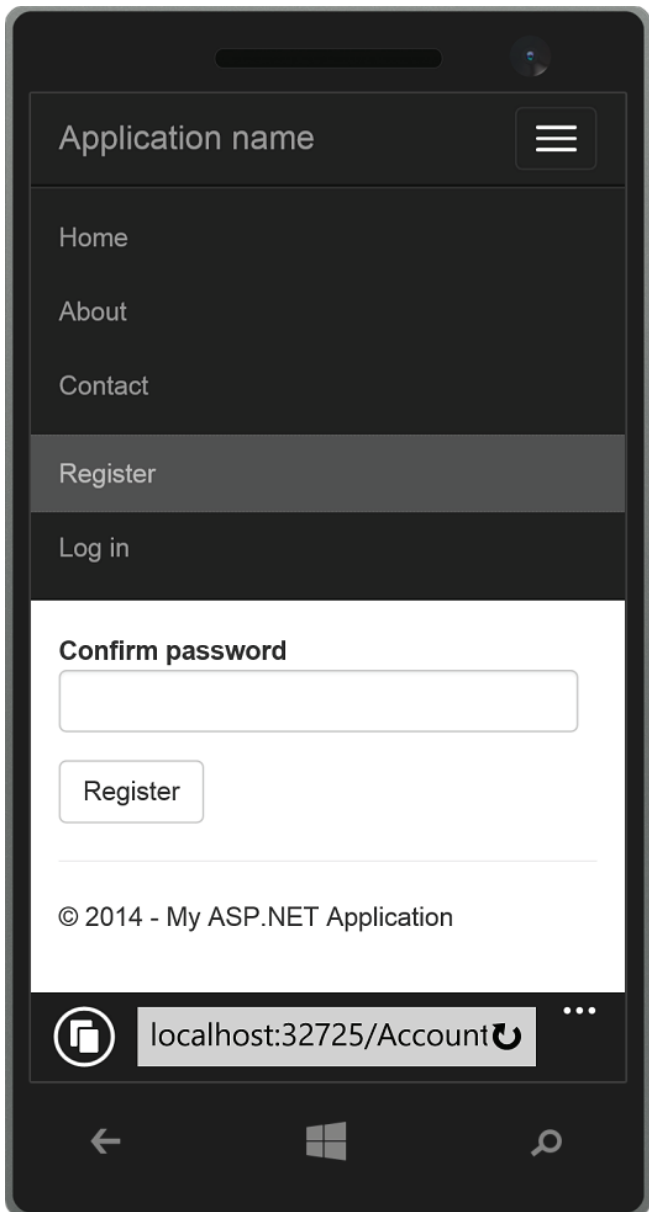 Application name
Home
About
Contact
Register
Log in
Confirm password
Register
© 2014 - My ASP.NET Application
localhost:32725/Account